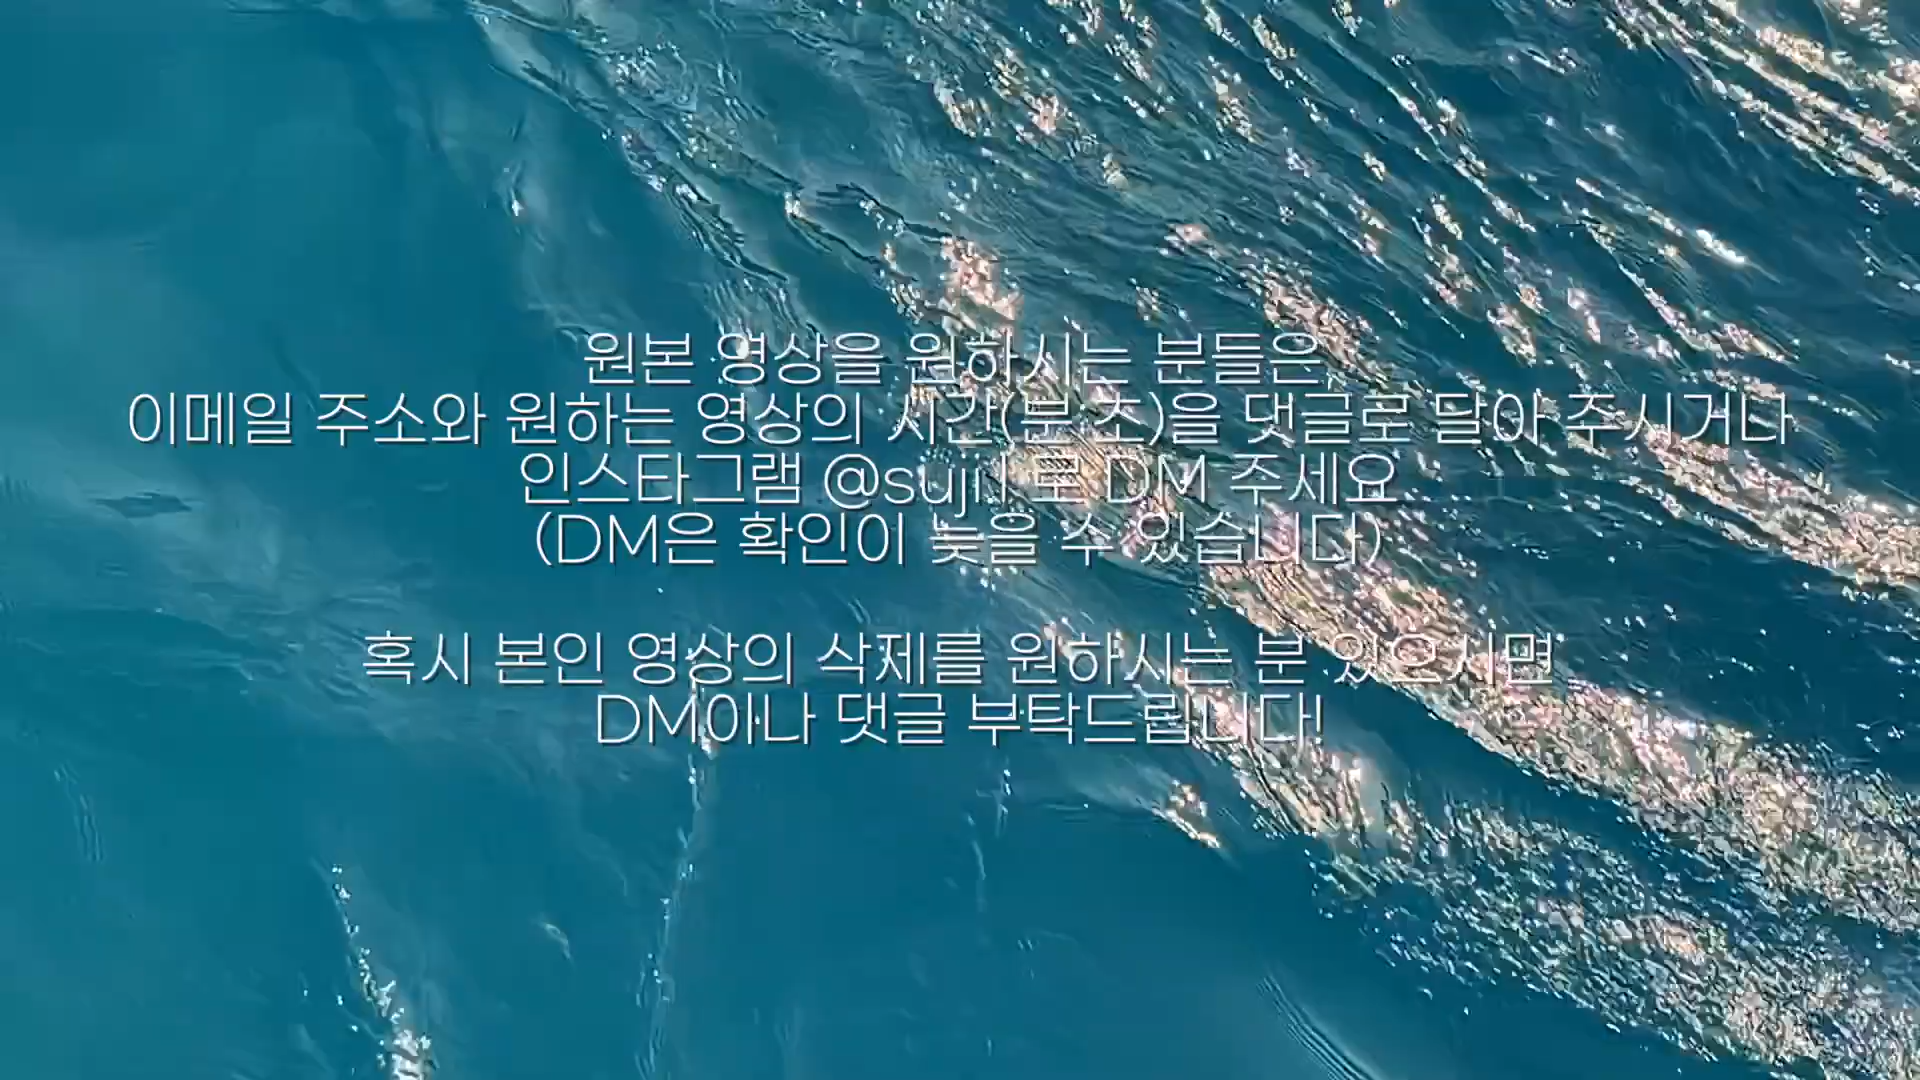 원본 영상을 원하시는 분들은,
이메일 주소와 원하는 영상의 시간(분:초)을 댓글로 달아 주시거나
인스타그램 로 DM 주세요
(DM은 확인이 늦을 수 있습니다)
혹시 본인 영상의 삭제를 원하시는 분 있으시면
DM이나 댓글 부탁드립니다!